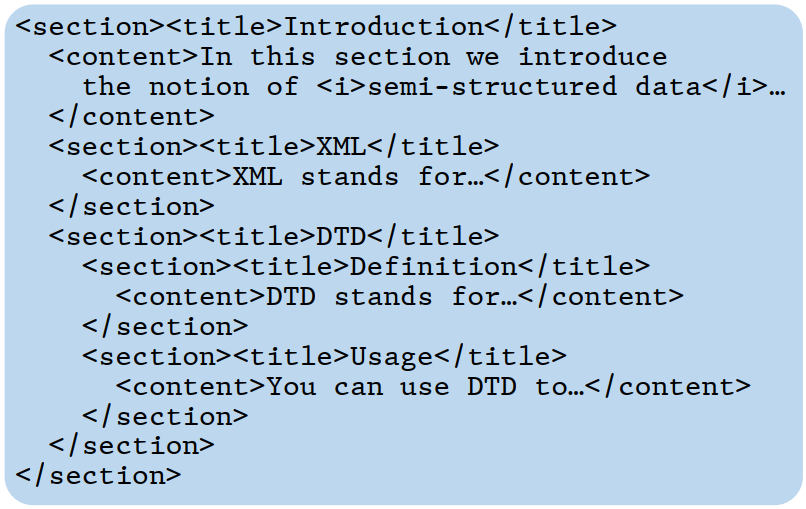 <section><title>Introduction</title>
  <content>In this section we introduce
    the notion of <i>semi-structured data</i>…
  </content>
  <section><title>XML</title>
    <content>XML stands for…</content>
  </section>
  <section><title>DTD</title>
    <section><title>Definition</title>
      <content>DTD stands for…</content>
    </section>
    <section><title>Usage</title>
      <content>You can use DTD to…</content>
    </section>
  </section>
</section>